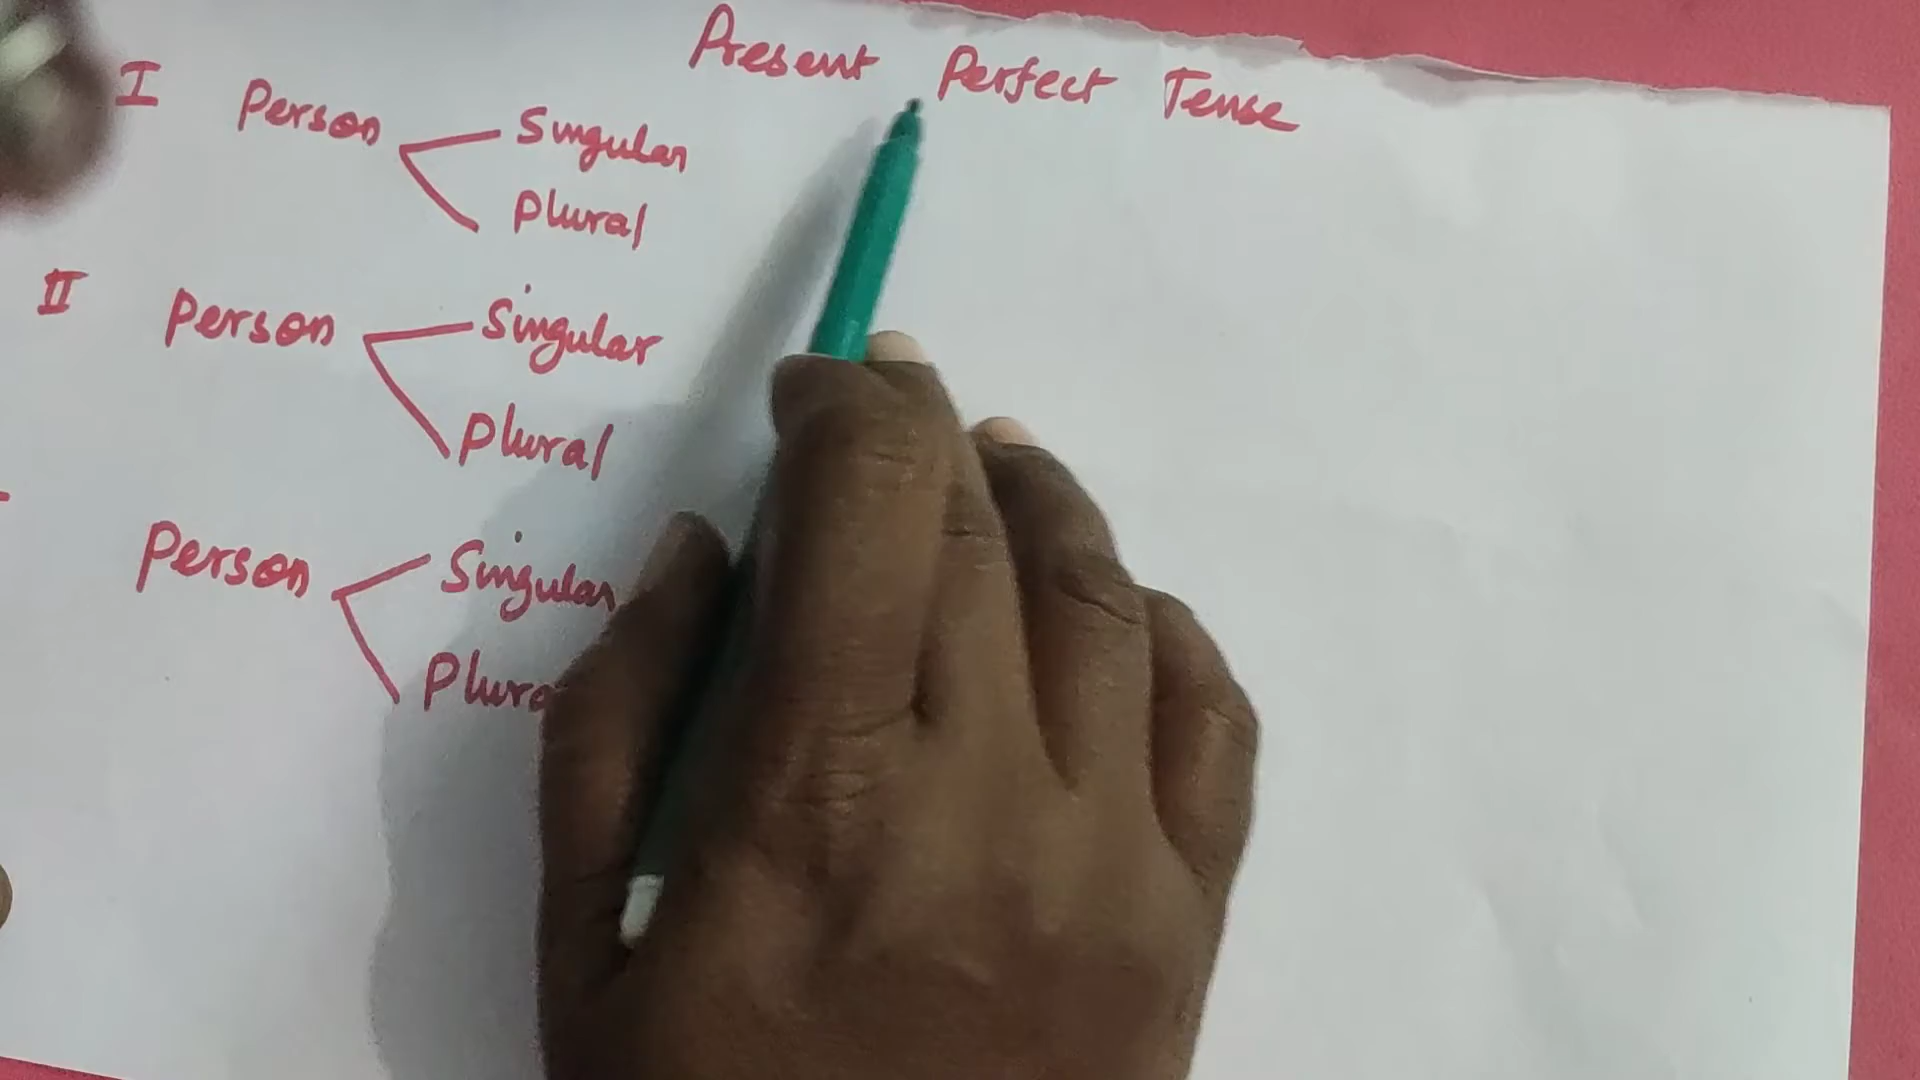 Present Perfect Tense
I Person Singular
Plural
II Person Singular
Plural
Person Singular